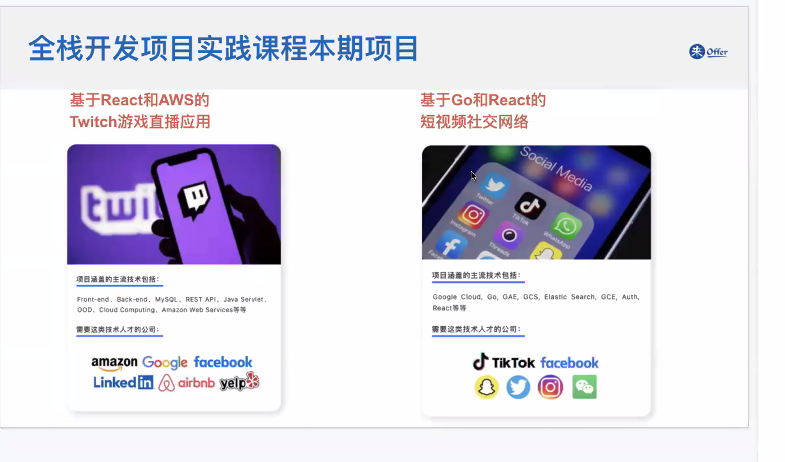 全栈开发项目实践课程本期项目
来 Offer
基于React和AWS的
Twitch游戏直播应用
twi
项目涵盖的主流技术包括：
Front-end、Back-end、MySQL、REST API、Java Servlet、
OOD、Cloud Computing、Amazon Web Services等等
需要这类技术人才的公司：
amazon Google facebook
Linked in airbnb yelp
基于Go和React的
短视频社交网络
Social Media
Twitter
TikTok
WhatsApp
Instagram
Threads
项目涵盖的主流技术包括：
Google Cloud, Go, GAE, GCS, Elastic Search, GCE, Auth,
React等等
需要这类技术人才的公司：
TikTok facebook